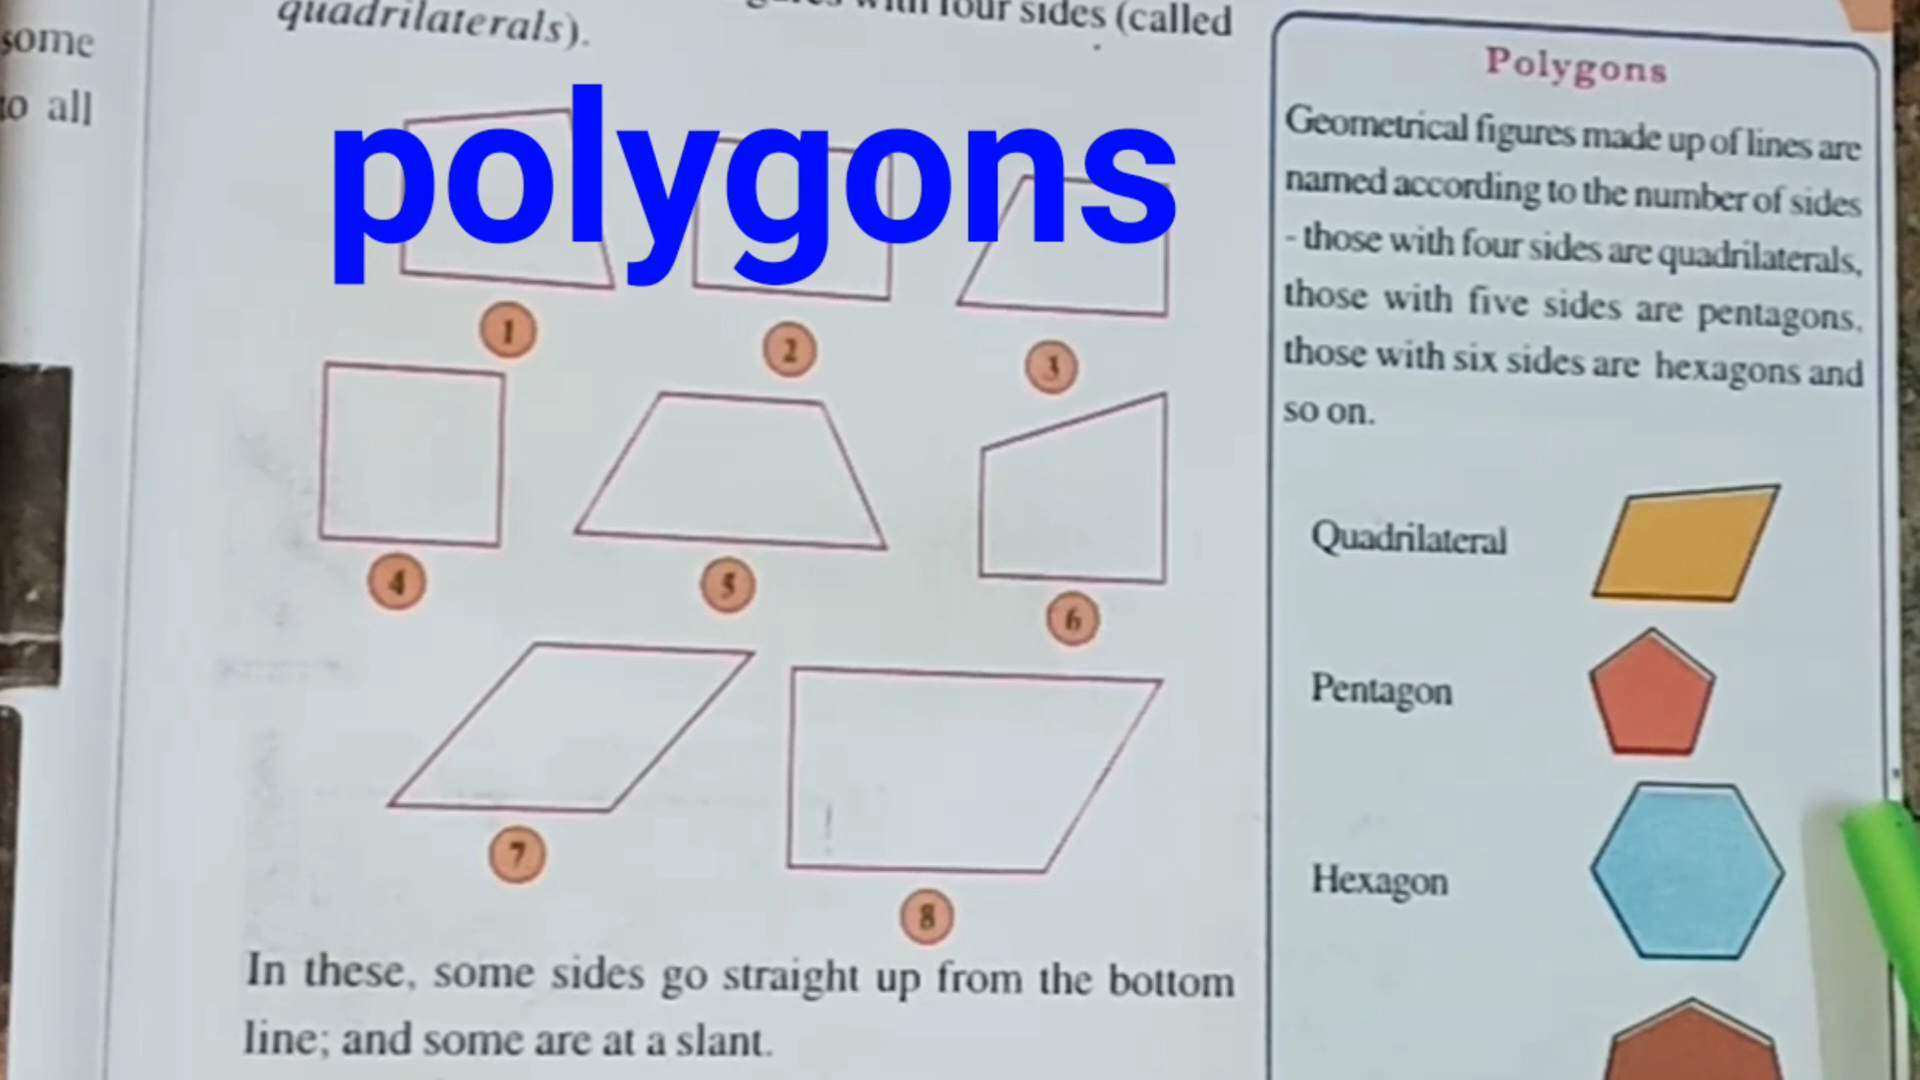 some
to all
with four sides (called
quadrilaterals).
polygons
1
2
3
4
5
6
7
8
In these, some sides go straight up from the bottom
line; and some are at a slant.
Polygons
Geometrical figures made up of lines are
named according to the number of sides
- those with four sides are quadrilaterals,
those with five sides are pentagons,
those with six sides are hexagons and
so on.
Quadrilateral
Pentagon
Hexagon